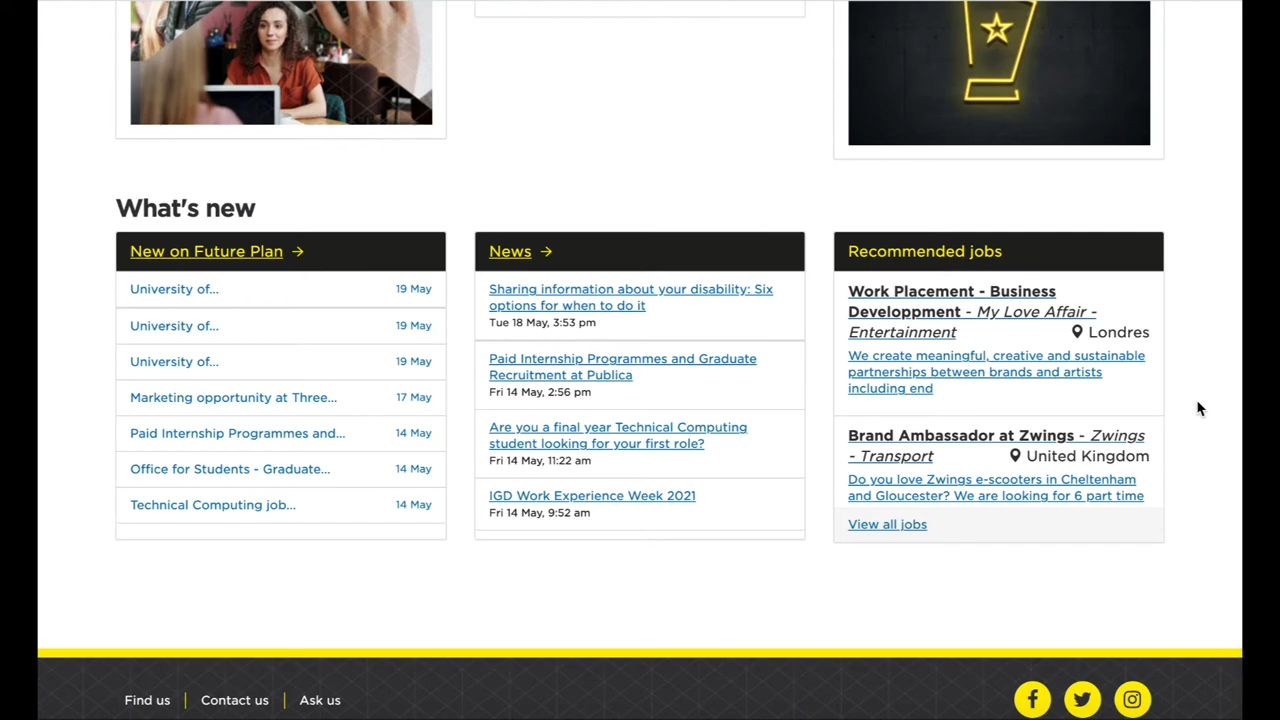 What's new
New on Future Plan →
University of... 19 May
University of... 19 May
University of... 19 May
Marketing opportunity at Three... 17 May
Paid Internship Programmes and... 14 May
Office for Students - Graduate... 14 May
Technical Computing job... 14 May
News →
Sharing information about your disability: Six
options for when to do it
Tue 18 May, 3:53 pm
Paid Internship Programmes and Graduate
Recruitment at Publica
Fri 14 May, 2:56 pm
Are you a final year Technical Computing
student looking for your first role?
Fri 14 May, 11:22 am
IGD Work Experience Week 2021
Fri 14 May, 9:52 am
Recommended jobs
Work Placement - Business
Developpment - My Love Affair -
Entertainment Londres
We create meaningful, creative and sustainable
partnerships between brands and artists
including end
Brand Ambassador at Zwings - Zwings
- Transport United Kingdom
Do you love Zwings e-scooters in Cheltenham
and Gloucester? We are looking for 6 part time
View all jobs
Find us | Contact us | Ask us